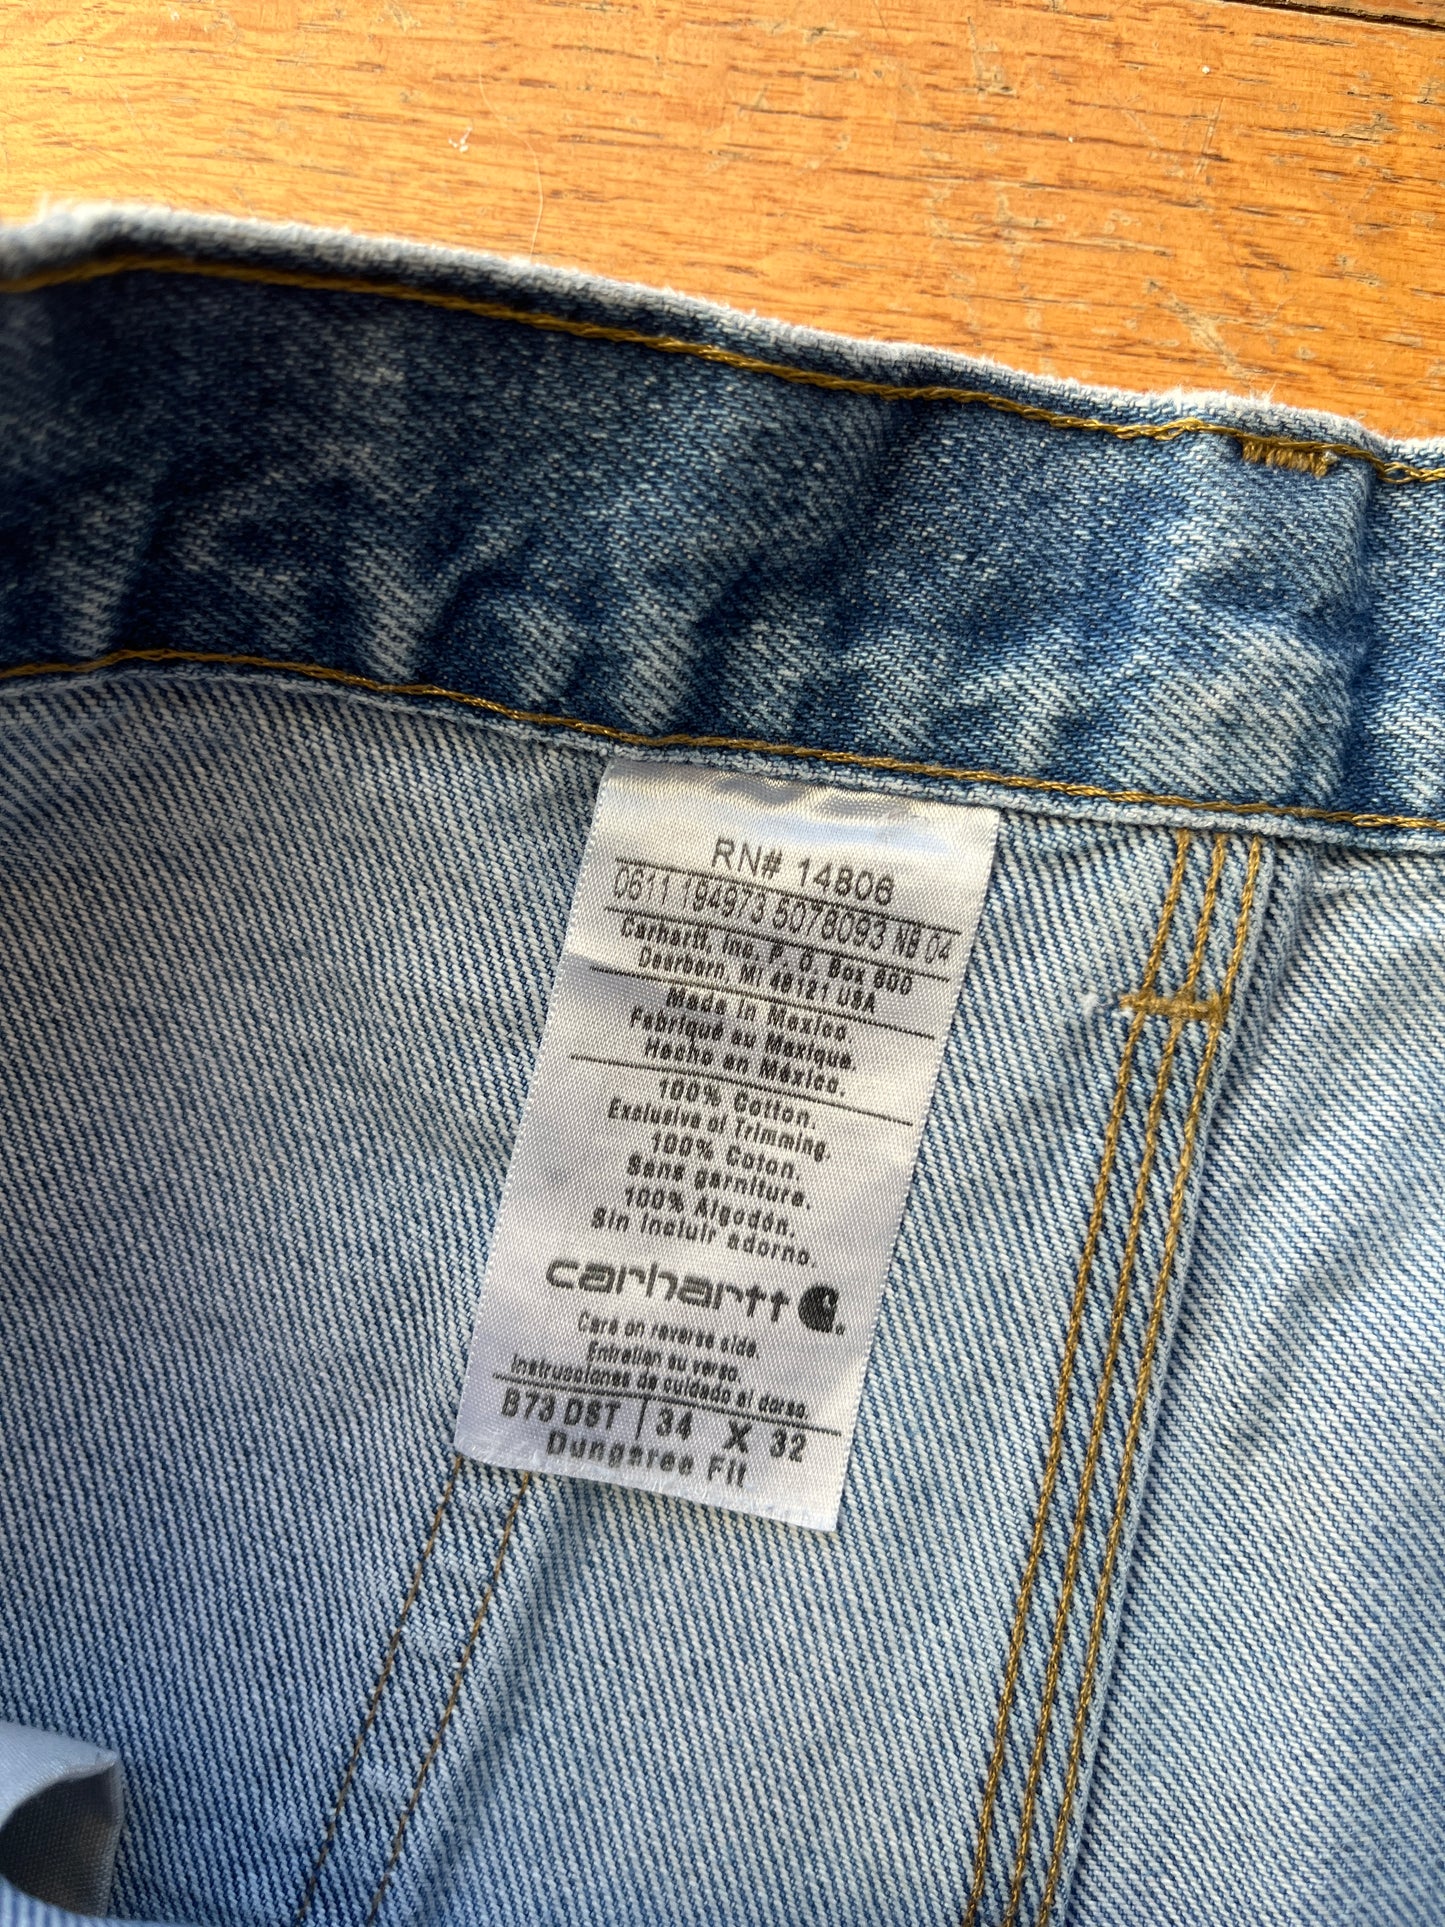 RN# 14806
0611 194973 5078093 NB 04
Carhartt, Inc. P. O. Box 600
Dearborn, MI 48121 USA
Made in Mexico.
Fabriqué au Mexique.
Hecho en México.
100% Cotton.
Exclusive of Trimming.
100% Coton.
Sans garniture.
100% Algodón.
Sin incluir adorno.
carhartt
Care on reverse side.
Entretien au verso.
Instrucciones de cuidado al dorso.
B73 DST 34 X 32
Dungaree Fit